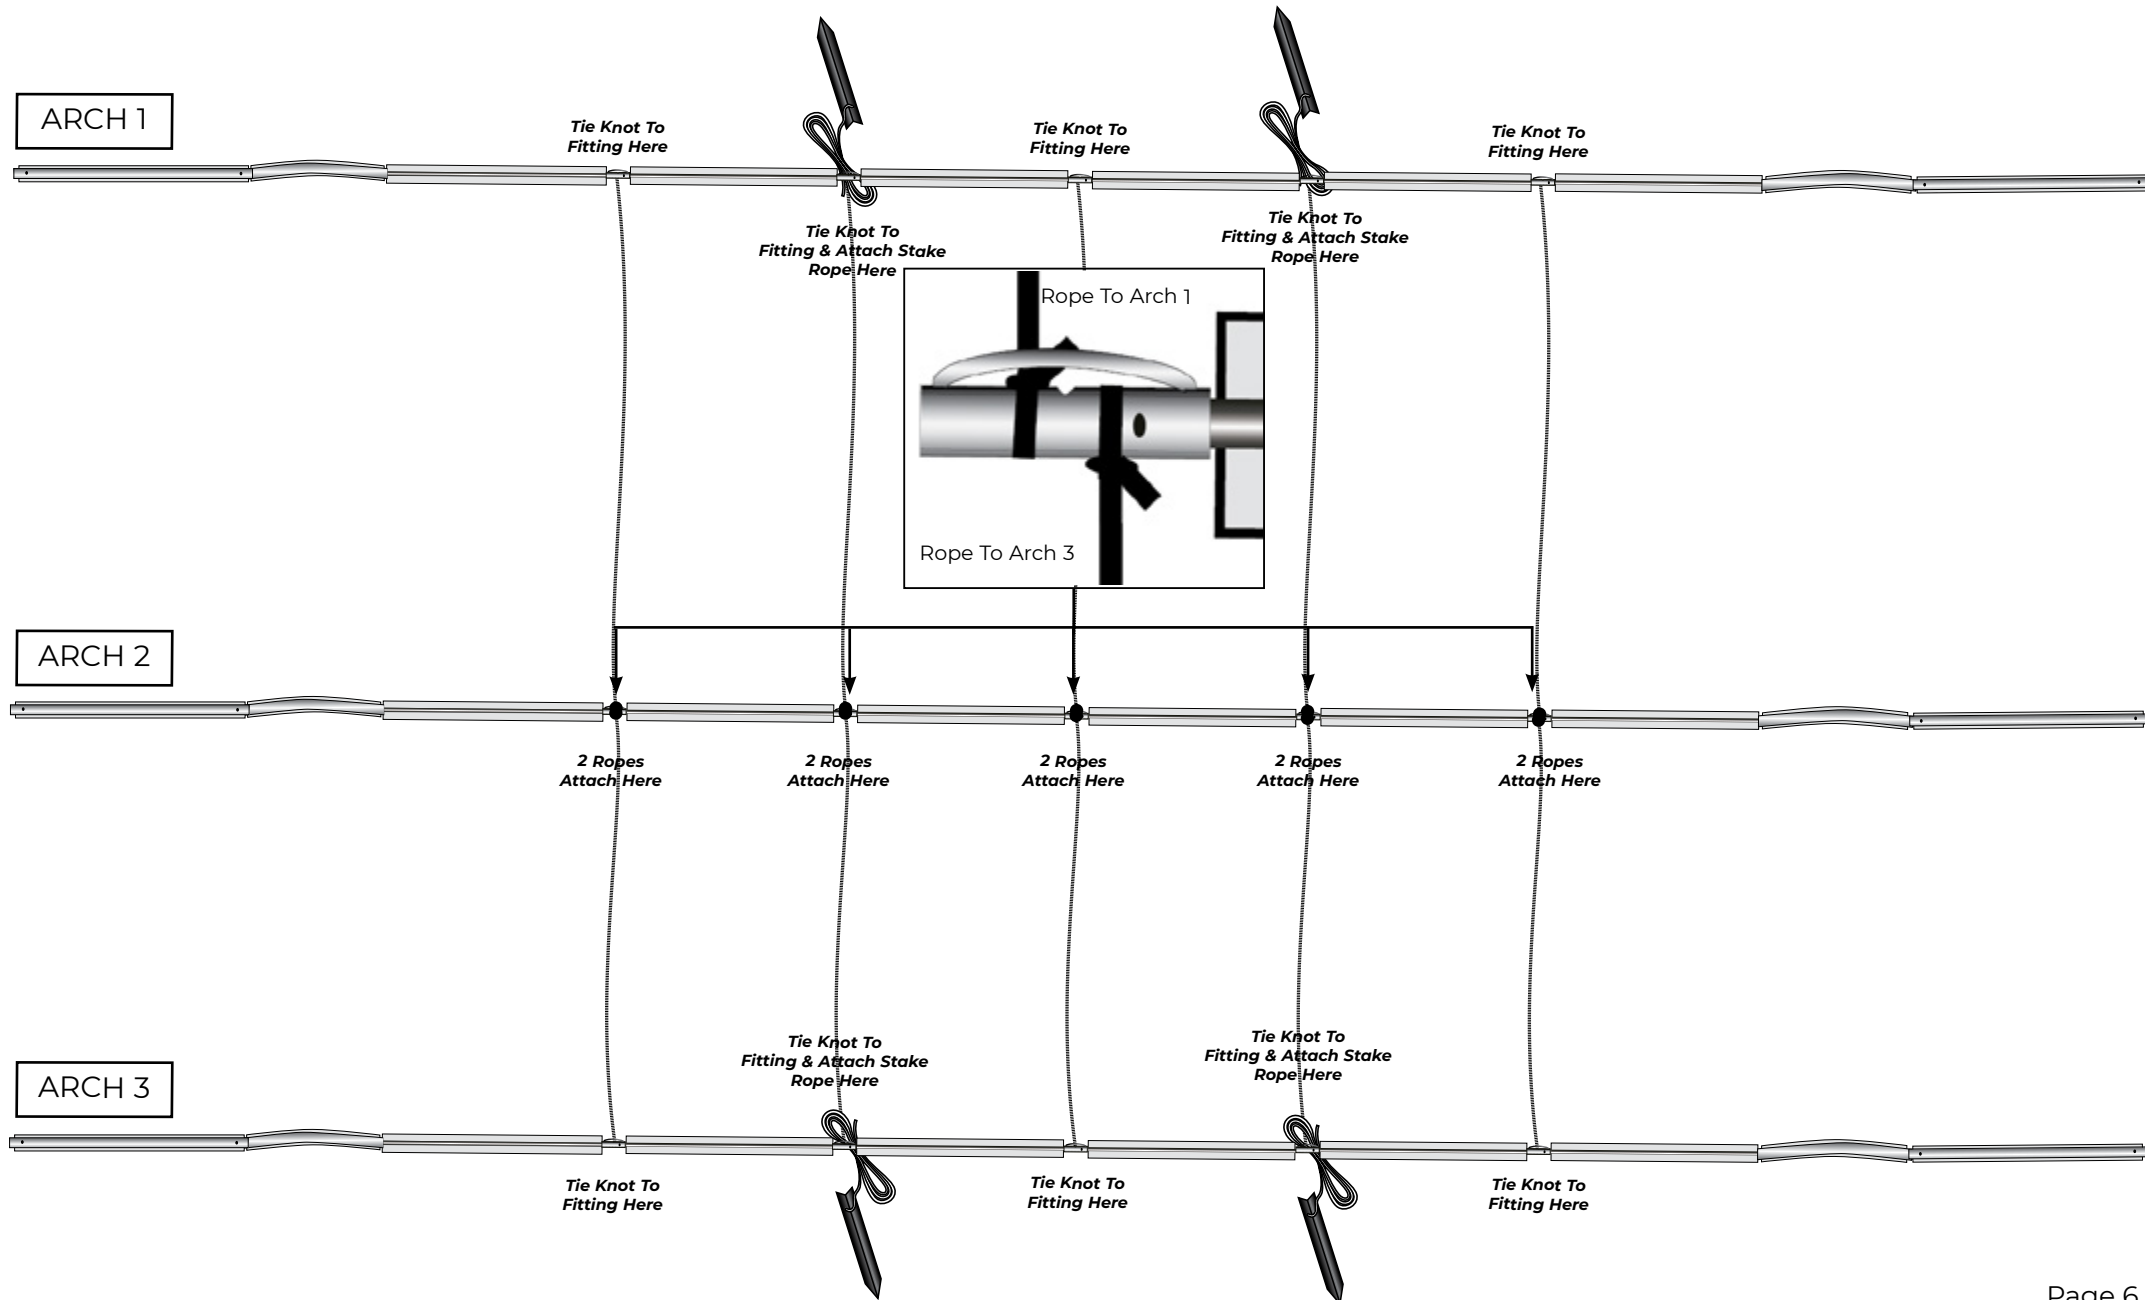 ARCH 1
Tie Knot To
Fitting Here
Tie Knot To
Fitting Here
Tie Knot To
Fitting Here
Tie Knot To
Fitting & Attach Stake
Rope Here
Tie Knot To
Fitting & Attach Stake
Rope Here
Rope To Arch 1
Rope To Arch 3
ARCH 2
2 Ropes
Attach Here
2 Ropes
Attach Here
2 Ropes
Attach Here
2 Ropes
Attach Here
2 Ropes
Attach Here
Tie Knot To
Fitting & Attach Stake
Rope Here
Tie Knot To
Fitting & Attach Stake
Rope Here
ARCH 3
Tie Knot To
Fitting Here
Tie Knot To
Fitting Here
Tie Knot To
Fitting Here
Page 6